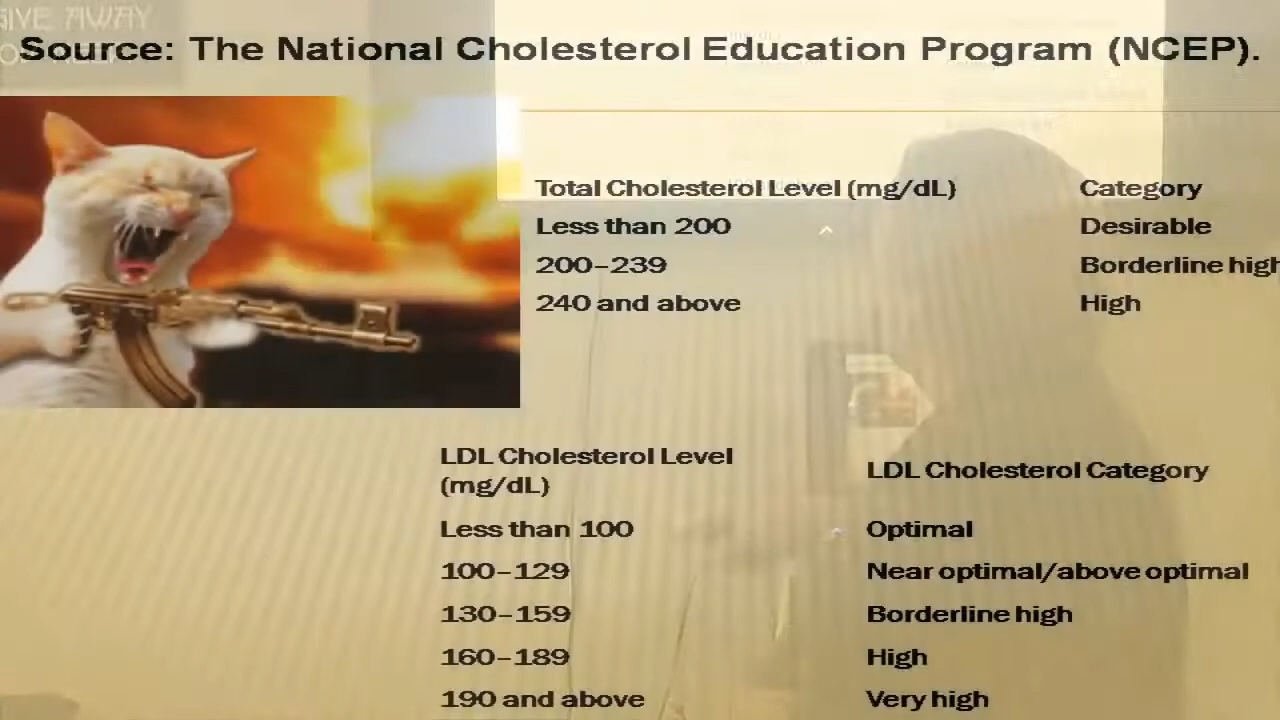 GIVE AWAY
Source: The National Cholesterol Education Program (NCEP).
Total Cholesterol Level (mg/dL) Category
Less than 200 Desirable
200–239 Borderline high
240 and above High
LDL Cholesterol Level
(mg/dL) LDL Cholesterol Category
Less than 100 Optimal
100–129 Near optimal/above optimal
130–159 Borderline high
160–189 High
190 and above Very high